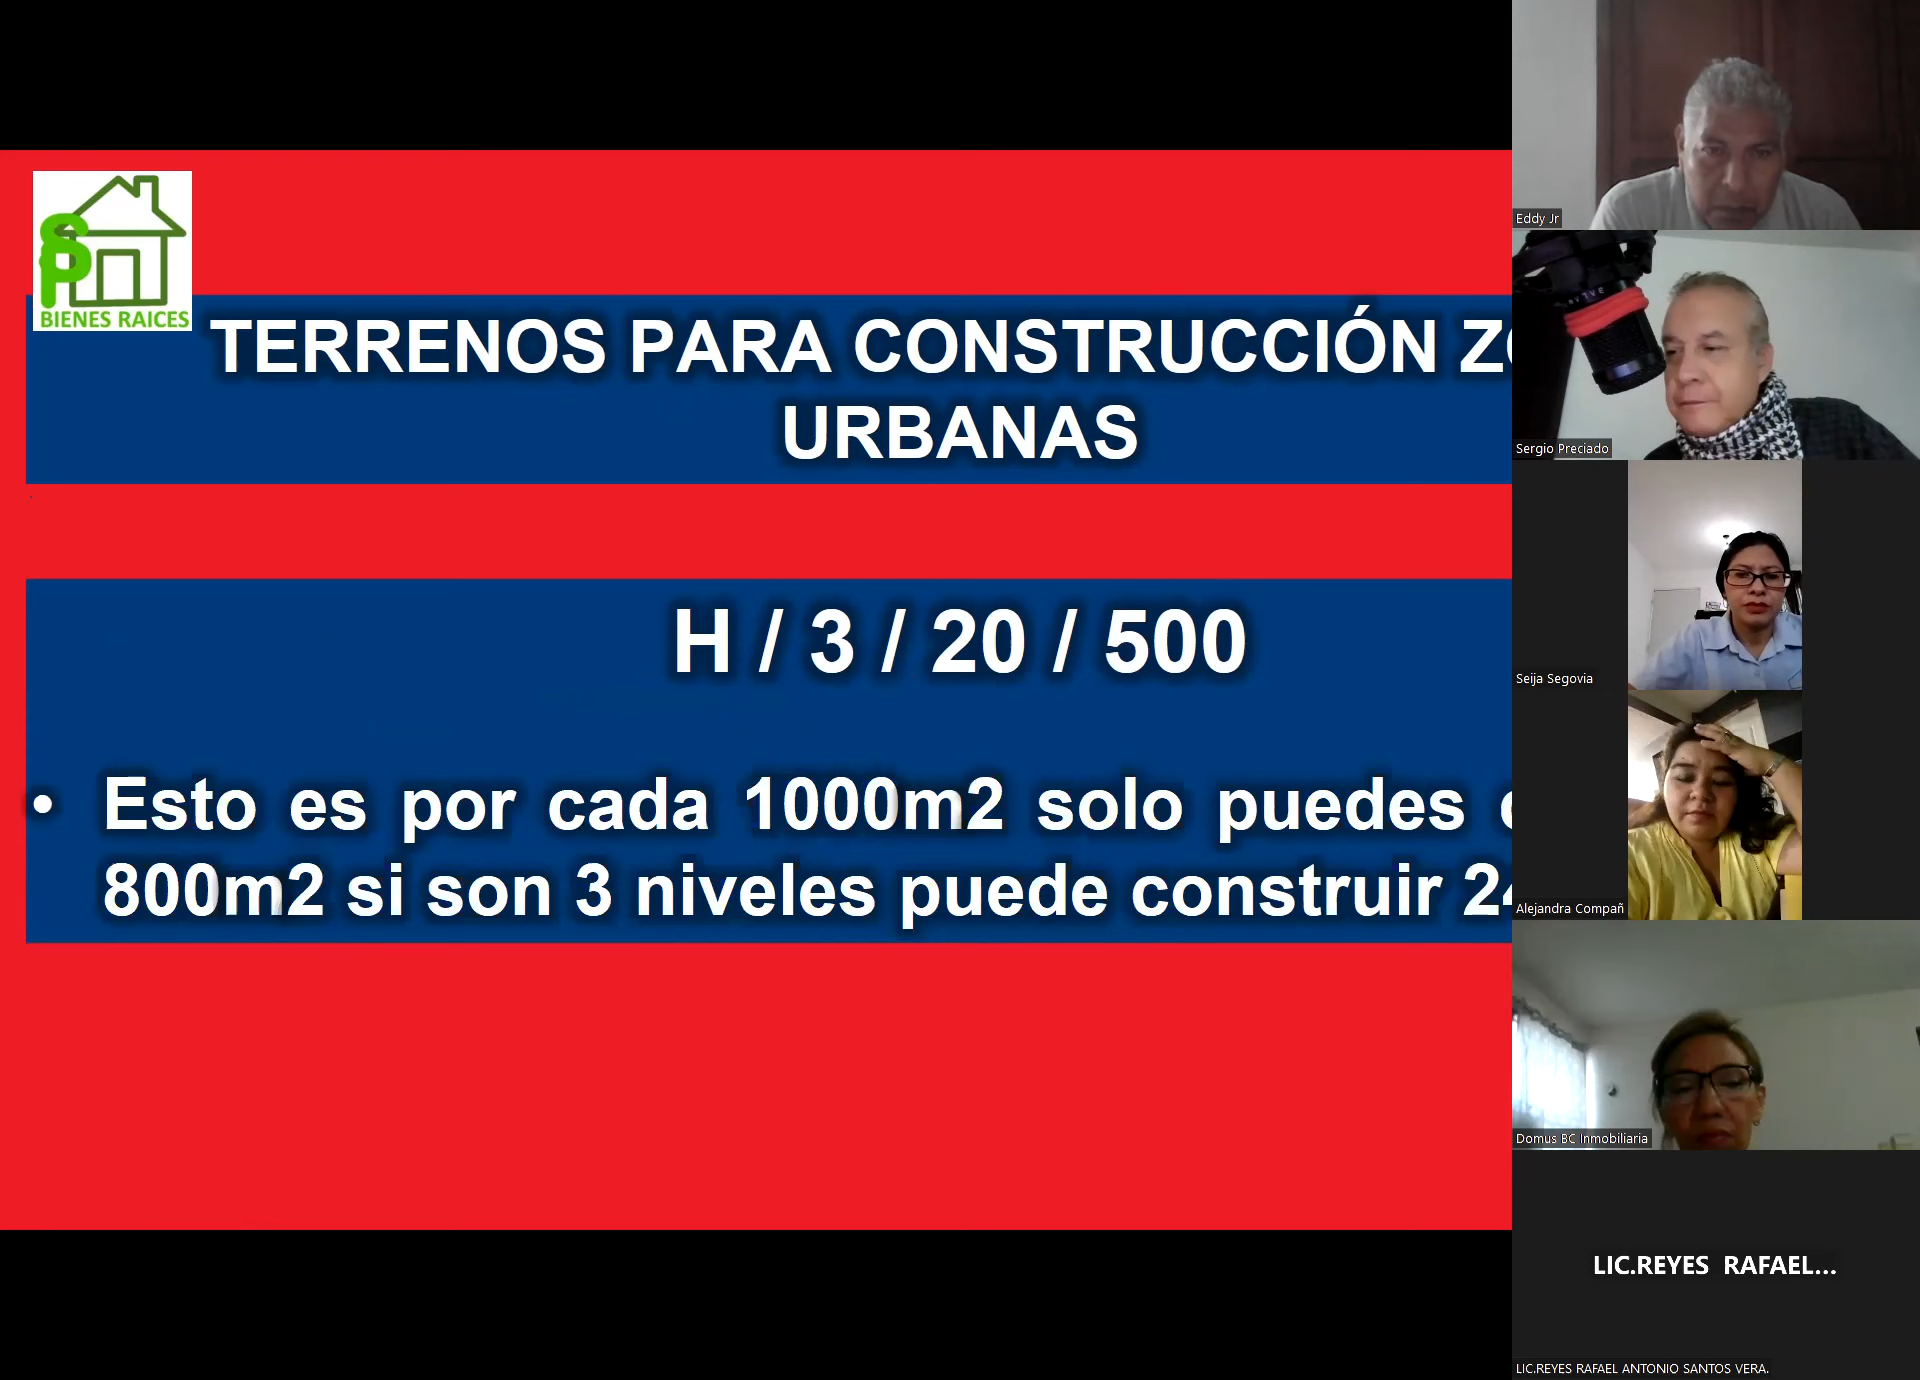 SP
BIENES RAICES
TERRENOS PARA CONSTRUCCIÓN
URBANAS
H / 3 / 20 / 500
• Esto es por cada 1000m2 solo puedes
800m2 si son 3 niveles puede construir
Eddy Jr
Sergio Preciado
Seija Segovia
Alejandra Compañ
Domus BC Inmobiliaria
LIC.REYES RAFAEL...
LIC.REYES RAFAEL ANTONIO SANTOS VERA.